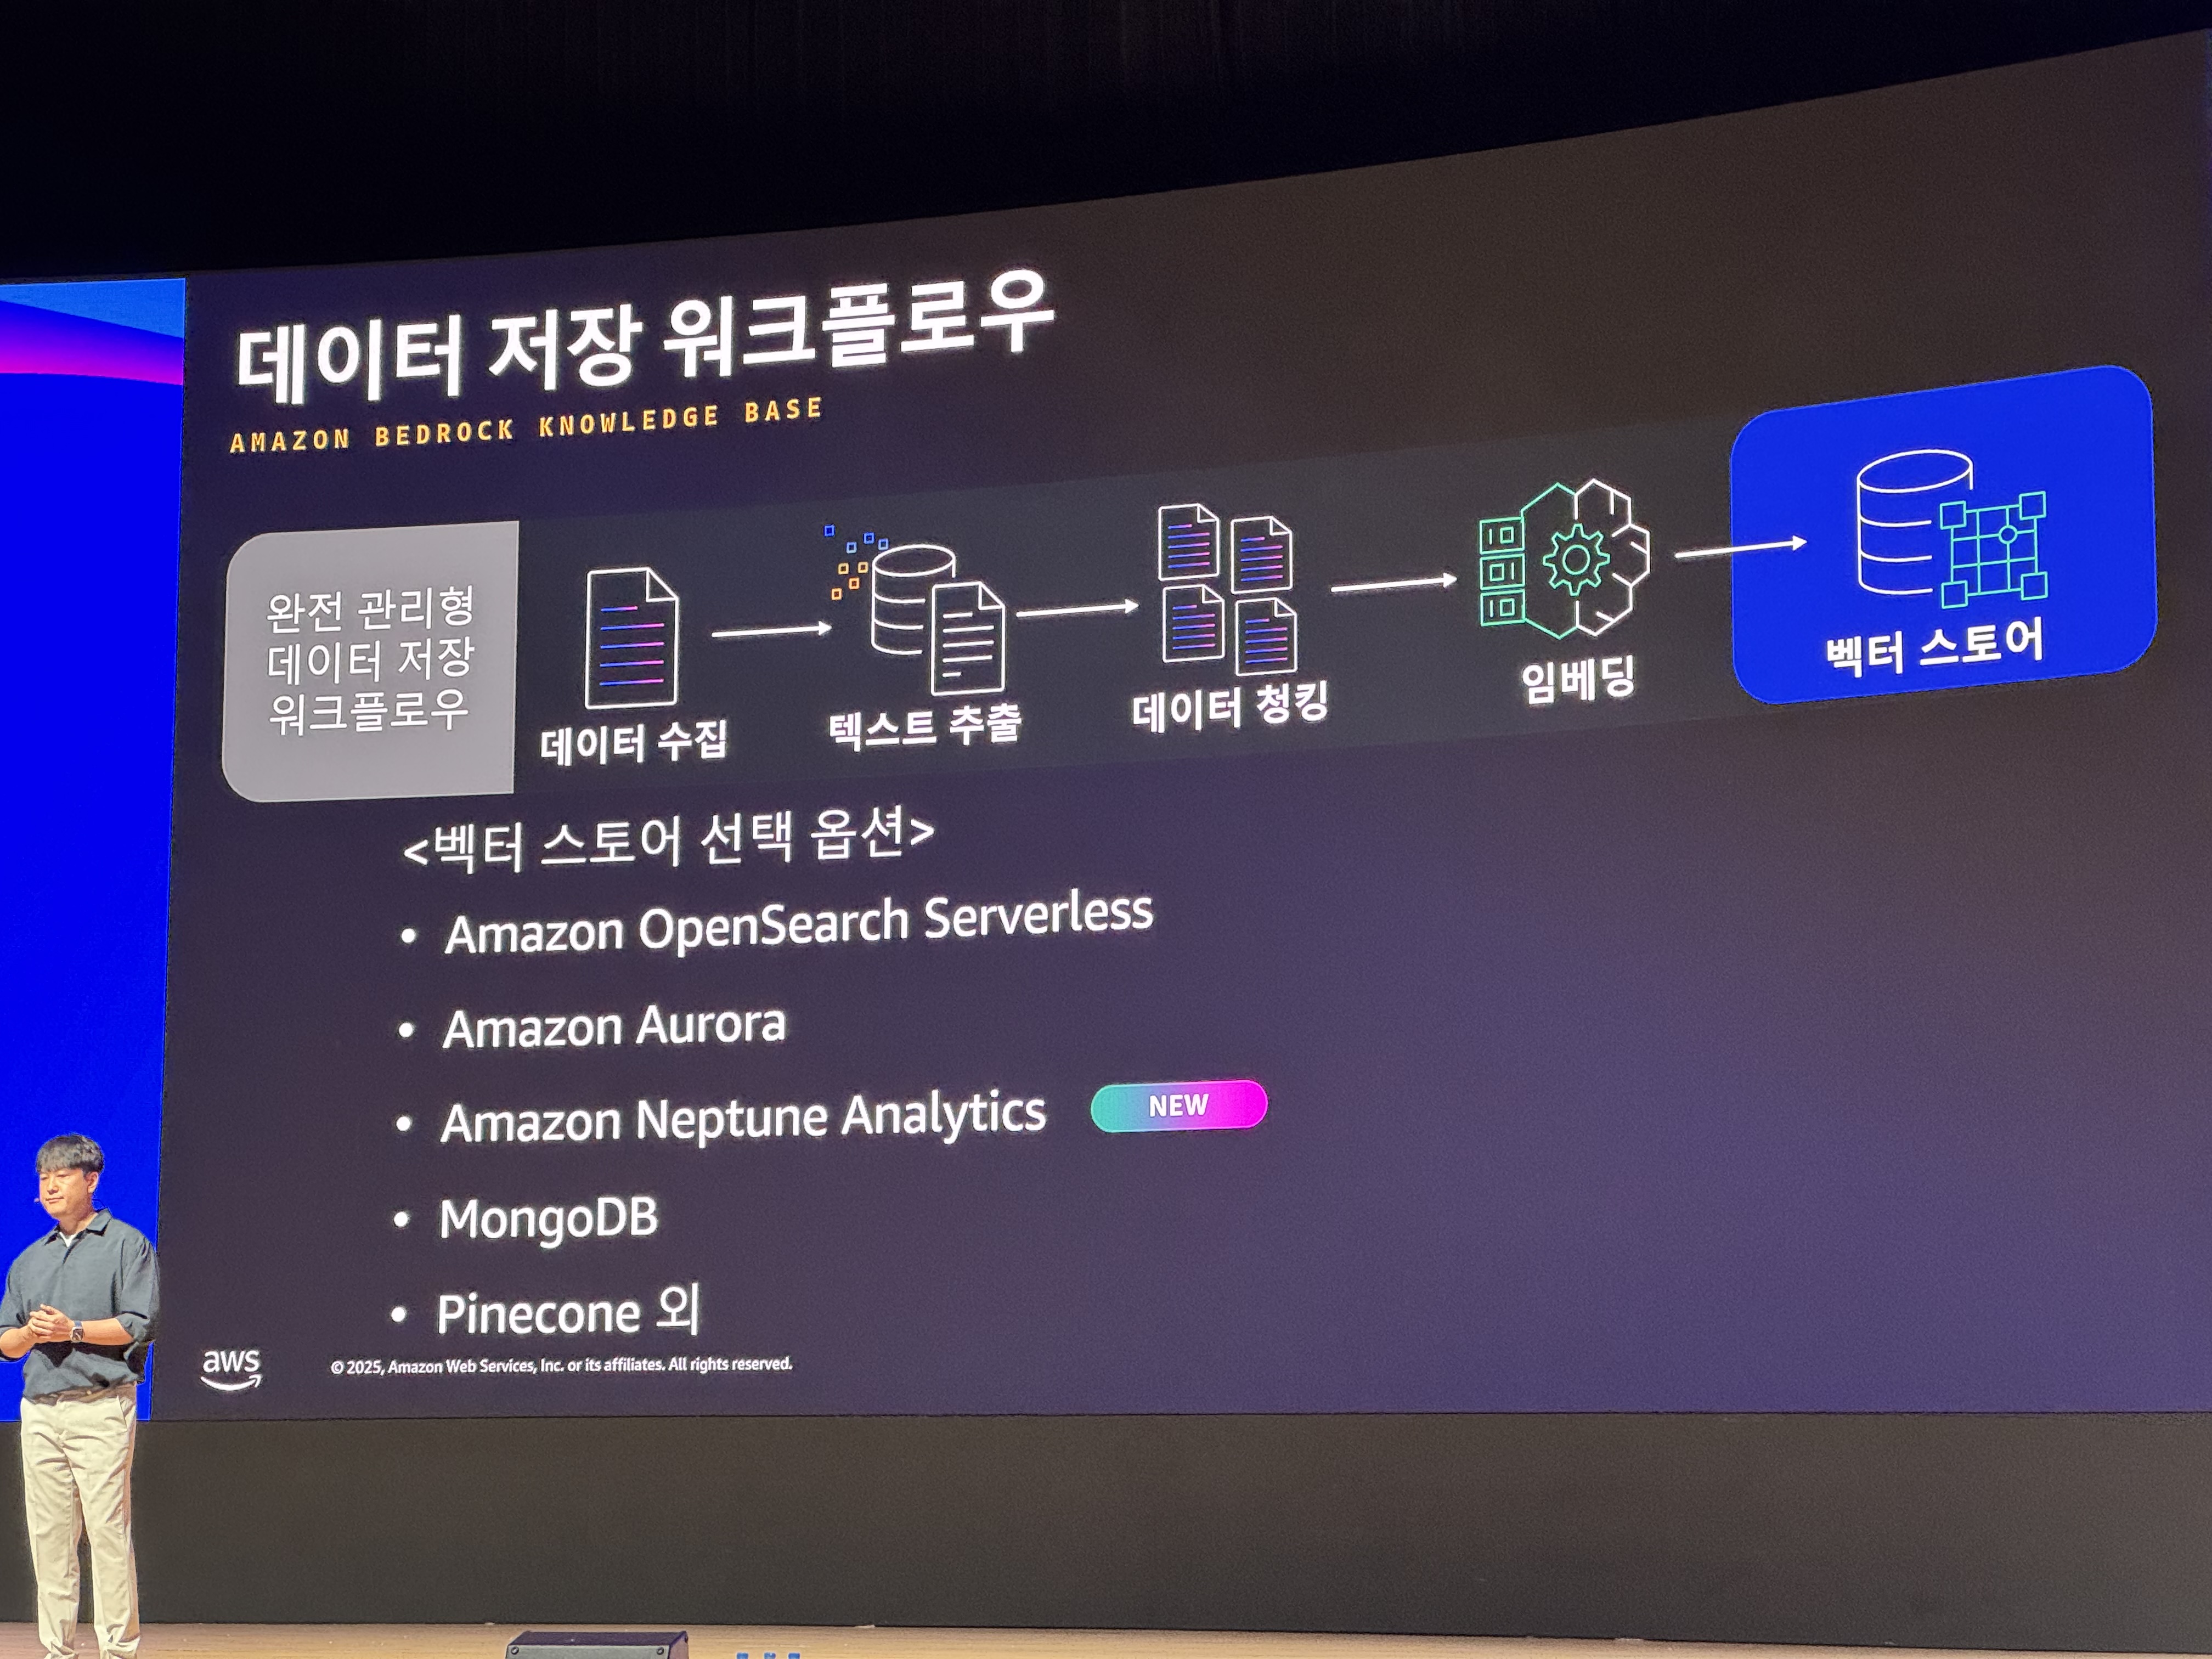 데이터 저장 워크플로우
AMAZON BEDROCK KNOWLEDGE BASE
완전 관리형
데이터 저장
워크플로우
데이터 수집
텍스트 추출
데이터 청킹
임베딩
벡터 스토어
<벡터 스토어 선택 옵션>
• Amazon OpenSearch Serverless
• Amazon Aurora
• Amazon Neptune Analytics NEW
• MongoDB
• Pinecone 외
aws
© 2025, Amazon Web Services, Inc. or its affiliates. All rights reserved.